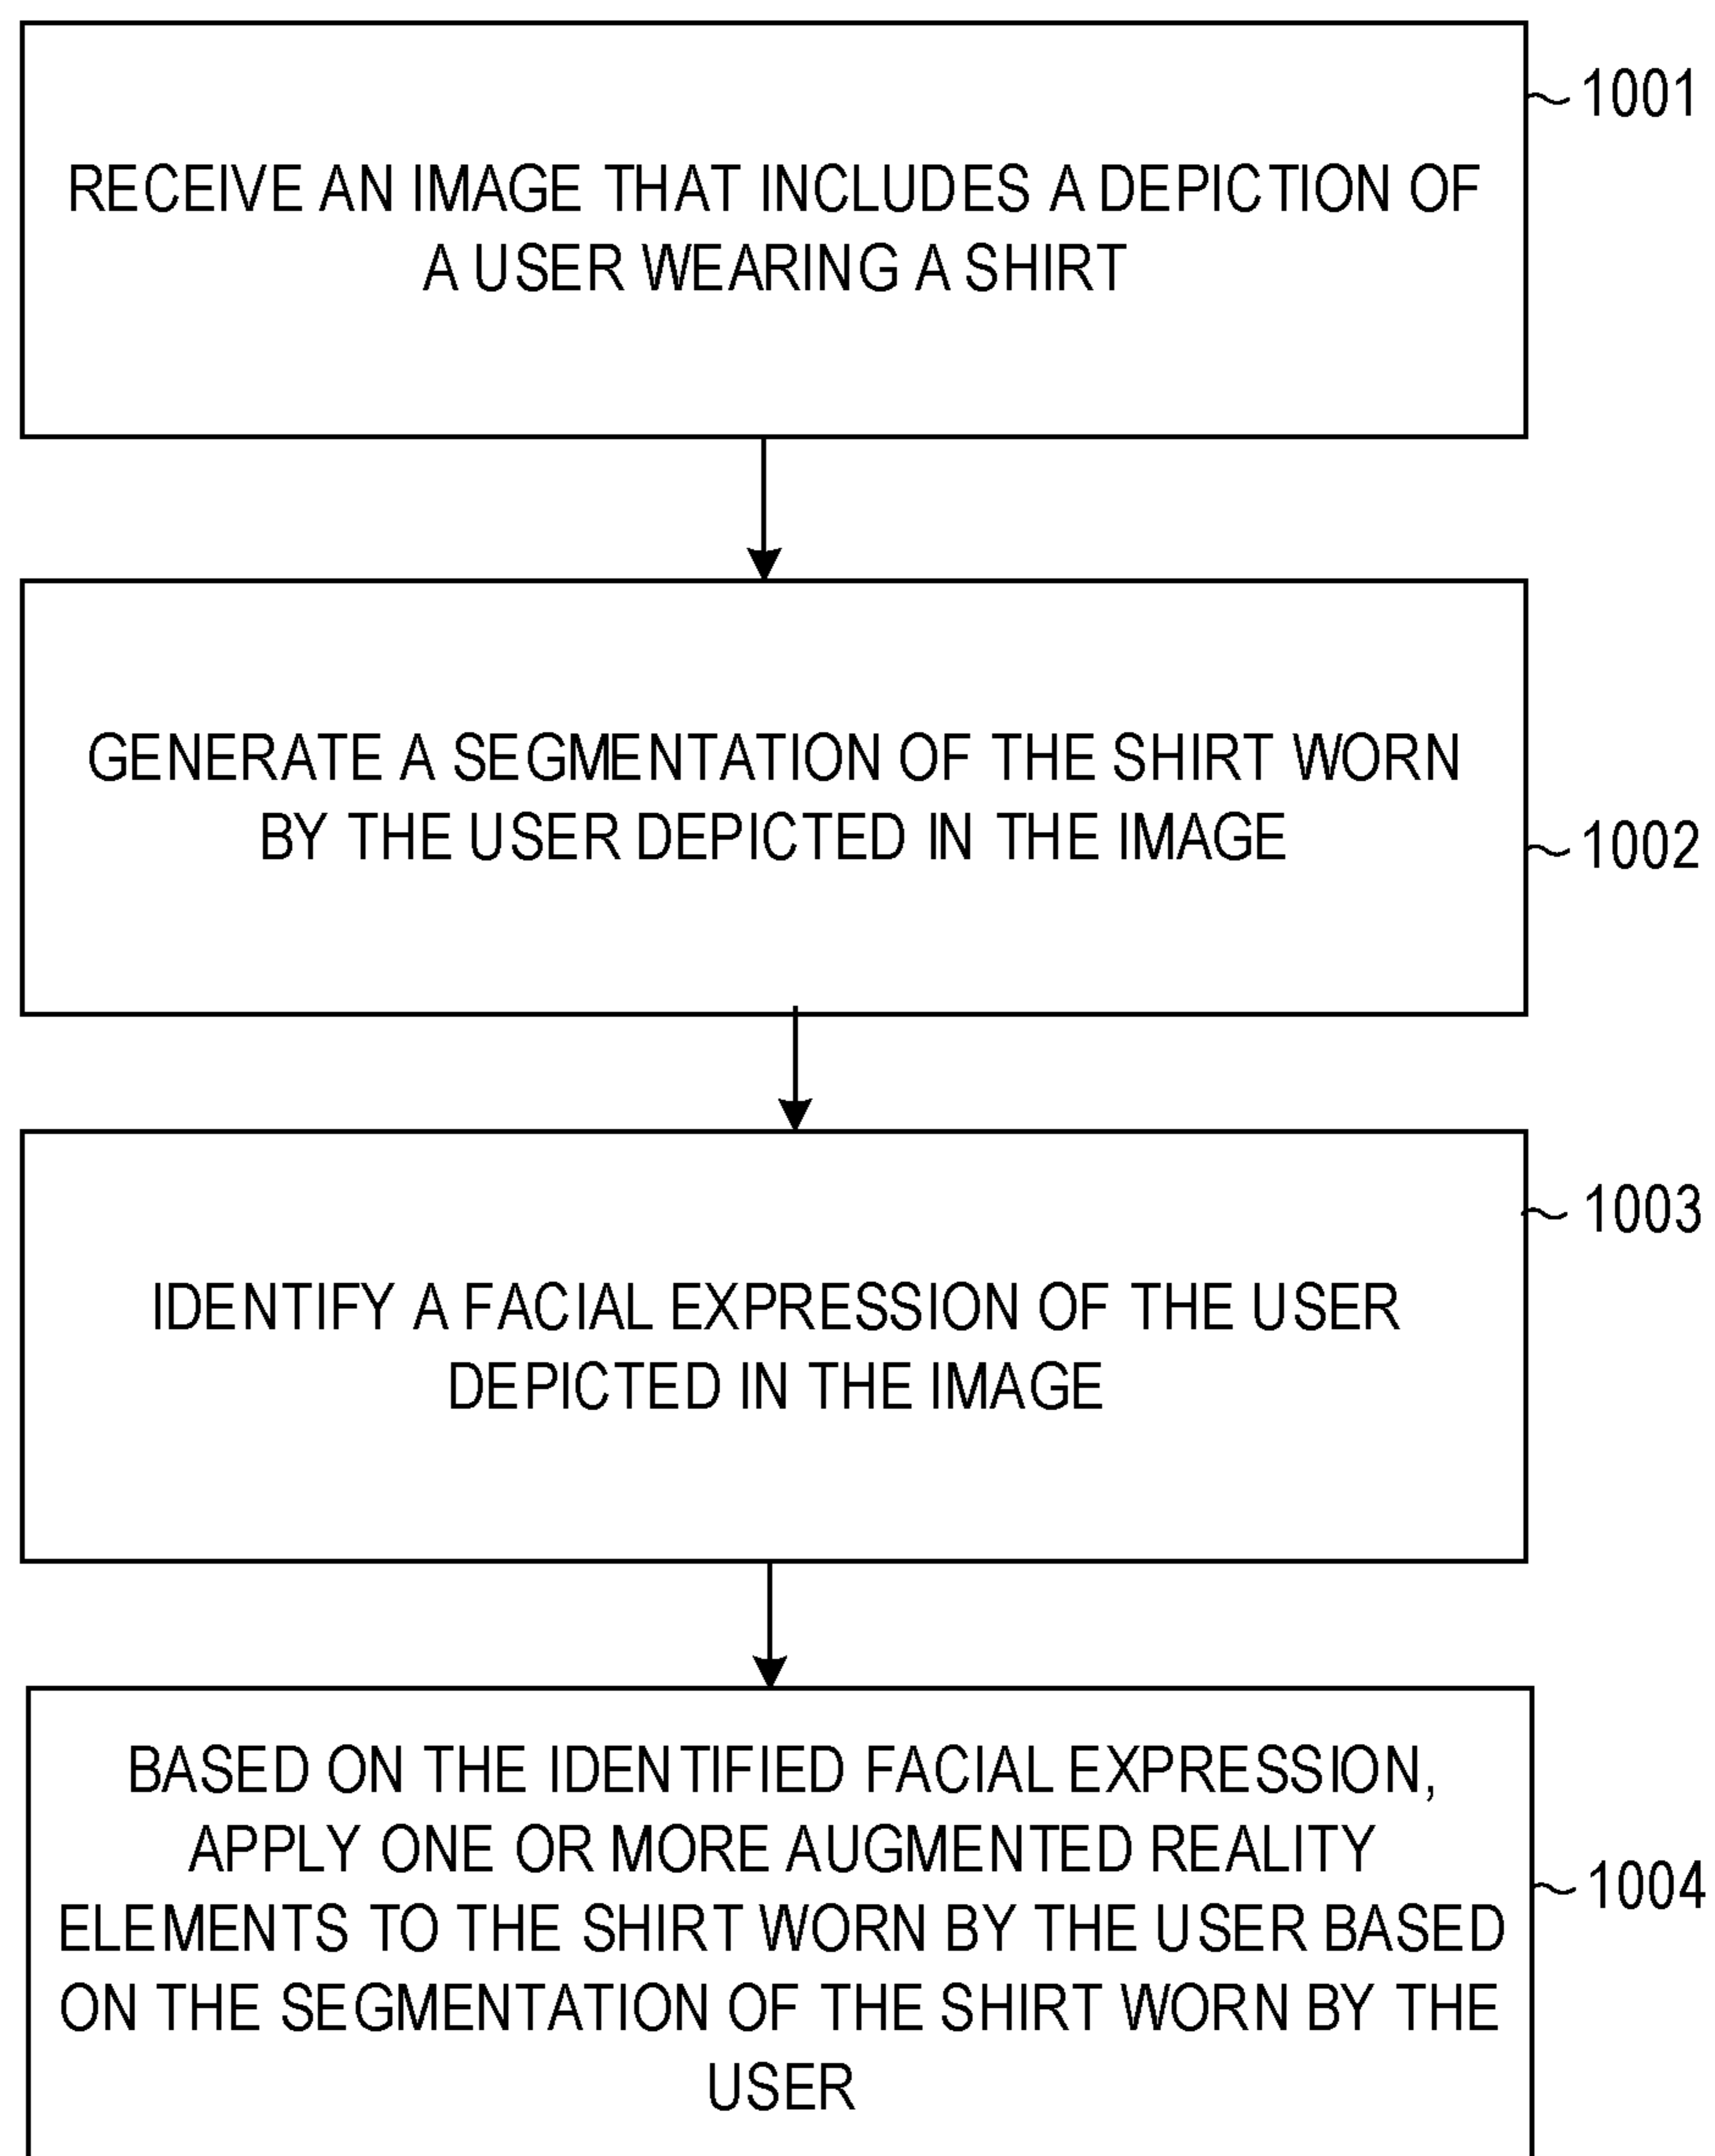 1001
RECEIVE AN IMAGE THAT INCLUDES A DEPICTION OF
A USER WEARING A SHIRT
GENERATE A SEGMENTATION OF THE SHIRT WORN
BY THE USER DEPICTED IN THE IMAGE
1002
1003
IDENTIFY A FACIAL EXPRESSION OF THE USER
DEPICTED IN THE IMAGE
BASED ON THE IDENTIFIED FACIAL EXPRESSION,
APPLY ONE OR MORE AUGMENTED REALITY
ELEMENTS TO THE SHIRT WORN BY THE USER BASED
ON THE SEGMENTATION OF THE SHIRT WORN BY THE
USER
1004